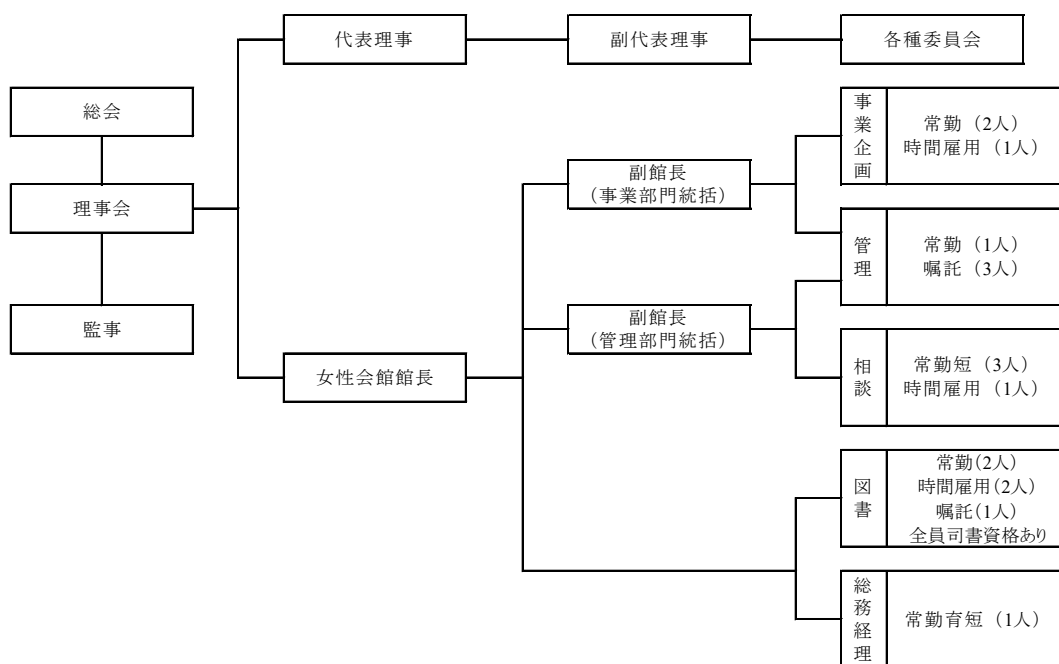 代表理事
副代表理事
各種委員会
総会
理事会
監事
女性会館館長
副館長
(事業部門統括)
副館長
(管理部門統括)
事業企画
常勤 (2人)
時間雇用 (1人)
管理
常勤 (1人)
嘱託 (3人)
相談
常勤短 (3人)
時間雇用 (1人)
図書
常勤(2人)
時間雇用(2人)
嘱託(1人)
全員司書資格あり
総務経理
常勤育短 (1人)